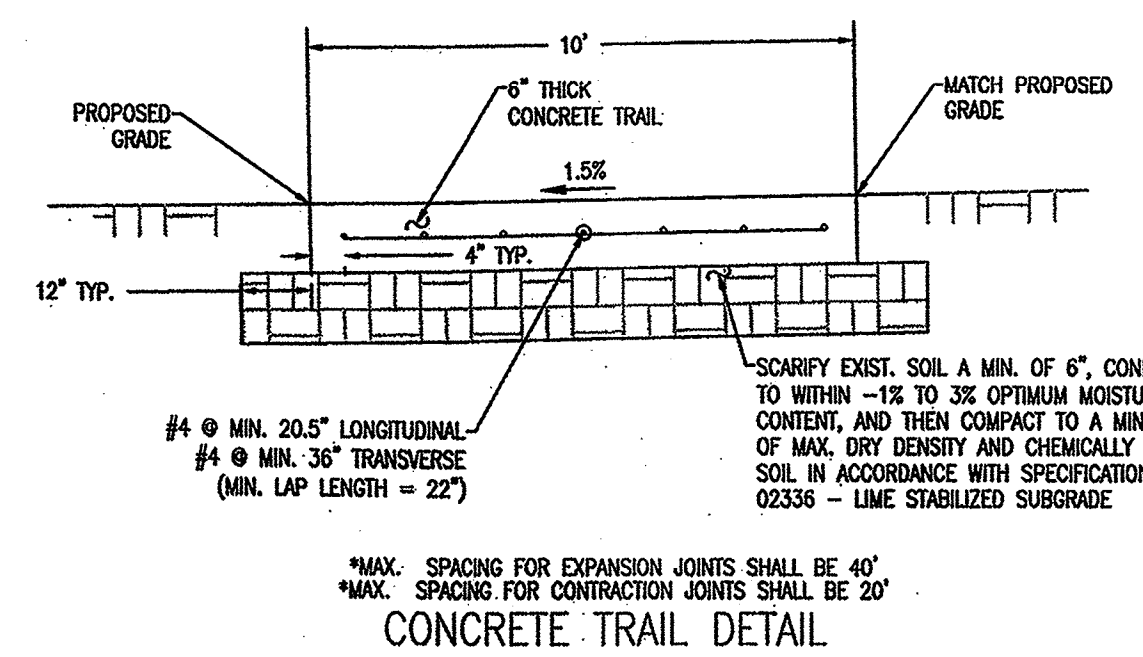 10'
6" THICK
CONCRETE TRAIL
PROPOSED
GRADE
MATCH PROPOSED
GRADE
1.5%
4" TYP.
12" TYP.
SCARIFY EXIST. SOIL A MIN. OF 6",
TO WITHIN -1% TO 3% OPTIMUM
CONTENT, AND THEN COMPACT TO A MIN
OF MAX. DRY DENSITY AND CHEMICALLY
SOIL IN ACCORDANCE WITH SPECIFICATION
02336 - LIME STABILIZED SUBGRADE
#4 @ MIN. 20.5" LONGITUDINAL
#4 @ MIN. 36" TRANSVERSE
(MIN. LAP LENGTH = 22")
*MAX. SPACING FOR EXPANSION JOINTS SHALL BE 40'
*MAX. SPACING FOR CONTRACTION JOINTS SHALL BE 20'
CONCRETE TRAIL DETAIL